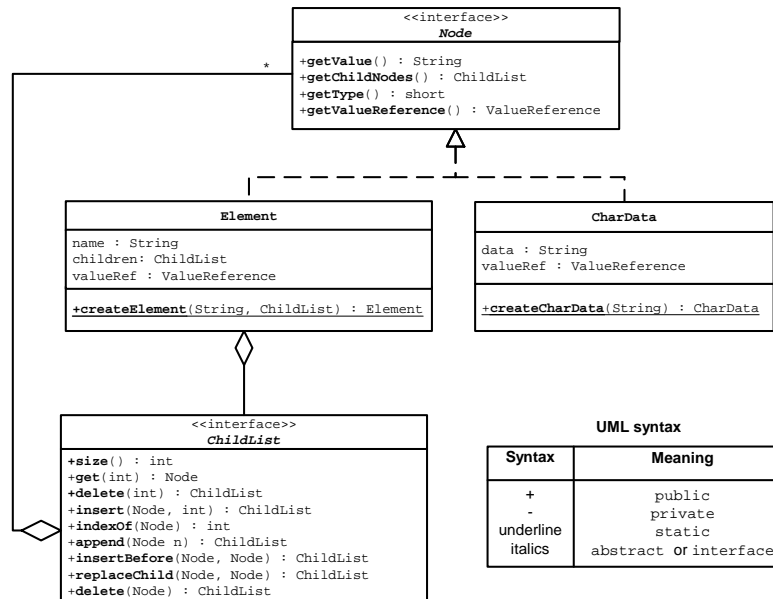 <<interface>>
Node
+getValue() : String
+getChildNodes() : ChildList
+getType() : short
+getValueReference() : ValueReference
*
Element
name : String
children: ChildList
valueRef : ValueReference
+createElement(String, ChildList) : Element
CharData
data : String
valueRef : ValueReference
+createCharData(String) : CharData
<<interface>>
ChildList
+size() : int
+get(int) : Node
+delete(int) : ChildList
+insert(Node, int) : ChildList
+indexOf(Node) : int
+append(Node n) : ChildList
+insertBefore(Node, Node) : ChildList
+replaceChild(Node, Node) : ChildList
+delete(Node) : ChildList
UML syntax
Syntax Meaning
+ public
- private
underline static
italics abstract or interface